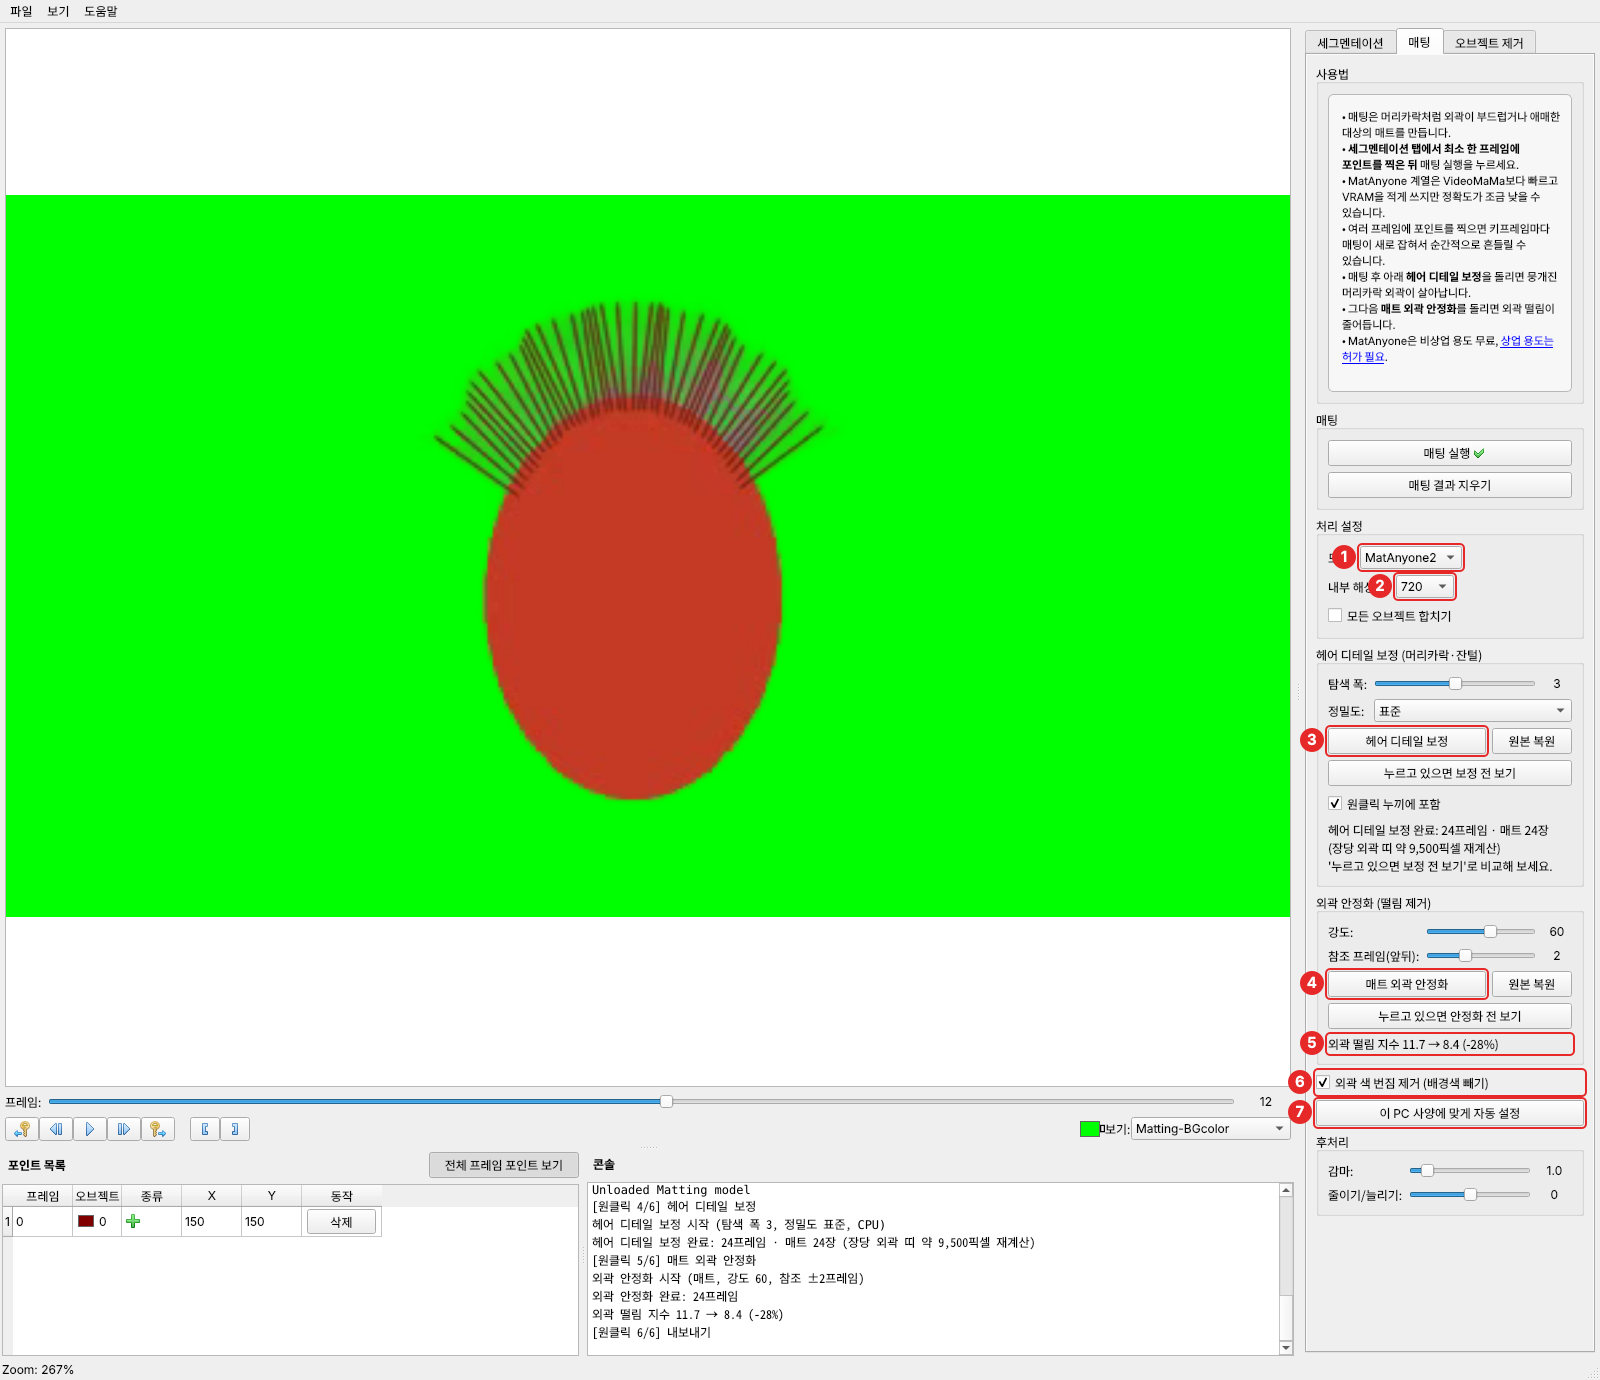 파일 보기 도움말
세그멘테이션 매팅 오브젝트 제거
사용법
• 매팅은 머리카락처럼 외곽이 부드럽거나 애매한
대상의 매트를 만듭니다.
• 세그멘테이션 탭에서 최소 한 프레임에
포인트를 찍은 뒤 매팅 실행을 누르세요.
• MatAnyone 계열은 VideoMaMa보다 빠르고
VRAM을 적게 쓰지만 정확도가 조금 낮을 수
있습니다.
• 여러 프레임에 포인트를 찍으면 키프레임마다
매팅이 새로 잡혀서 순간적으로 흔들릴 수
있습니다.
• 매팅 후 아래 헤어 디테일 보정을 돌리면 뭉개진
머리카락 외곽이 살아납니다.
• 그다음 매트 외곽 안정화를 돌리면 외곽 떨림이
줄어듭니다.
• MatAnyone은 비상업 용도 무료, 상업 용도는
허가 필요.
매팅
매팅 실행
매팅 결과 지우기
처리 설정
1 MatAnyone2
내부 해상 2 720
모든 오브젝트 합치기
헤어 디테일 보정 (머리카락·잔털)
탐색 폭: 3
정밀도: 표준
3 헤어 디테일 보정 원본 복원
누르고 있으면 보정 전 보기
원클릭 누끼에 포함
헤어 디테일 보정 완료: 24프레임 · 매트 24장
(장당 외곽 띠 약 9,500픽셀 재계산)
'누르고 있으면 보정 전 보기'로 비교해 보세요.
외곽 안정화 (떨림 제거)
강도: 60
참조 프레임(앞뒤): 2
4 매트 외곽 안정화 원본 복원
누르고 있으면 안정화 전 보기
5 외곽 떨림 지수 11.7 → 8.4 (-28%)
6 외곽 색 번짐 제거 (배경색 빼기)
7 이 PC 사양에 맞게 자동 설정
후처리
감마: 1.0
줄이기/늘리기: 0
프레임: 12
보기: Matting-BGcolor
포인트 목록 전체 프레임 포인트 보기
프레임 오브젝트 종류 X Y 동작
1 0 0 150 150 삭제
콘솔
Unloaded Matting model
[원클릭 4/6] 헤어 디테일 보정
헤어 디테일 보정 시작 (탐색 폭 3, 정밀도 표준, CPU)
헤어 디테일 보정 완료: 24프레임 · 매트 24장 (장당 외곽 띠 약 9,500픽셀 재계산)
[원클릭 5/6] 매트 외곽 안정화
외곽 안정화 시작 (매트, 강도 60, 참조 ±2프레임)
외곽 안정화 완료: 24프레임
외곽 떨림 지수 11.7 → 8.4 (-28%)
[원클릭 6/6] 내보내기
Zoom: 267%